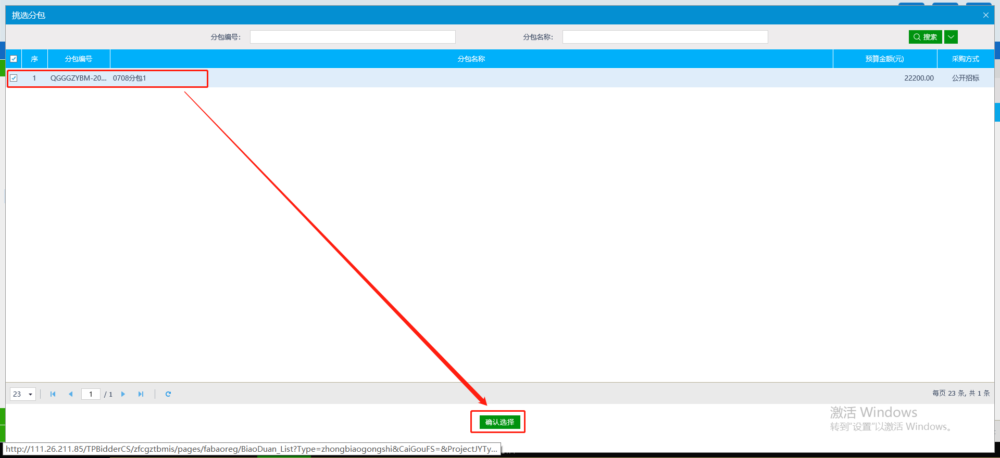 挑选分包
分包编号：
分包名称：
搜索
序 分包编号 分包名称 预算金额(元) 采购方式
1 QGGGZYBM-20... 0708分包1 22200.00 公开招标
23 1 / 1 每页 23 条, 共 1 条
激活 Windows
转到"设置"以激活 Windows。
确认选择
http://111.26.211.85/TPBidderCS/zfcgztbmis/pages/fabaoreg/BiaoDuan_List?Type=zhongbiaogongshi&CaiGouFS=&ProjectJYTy...